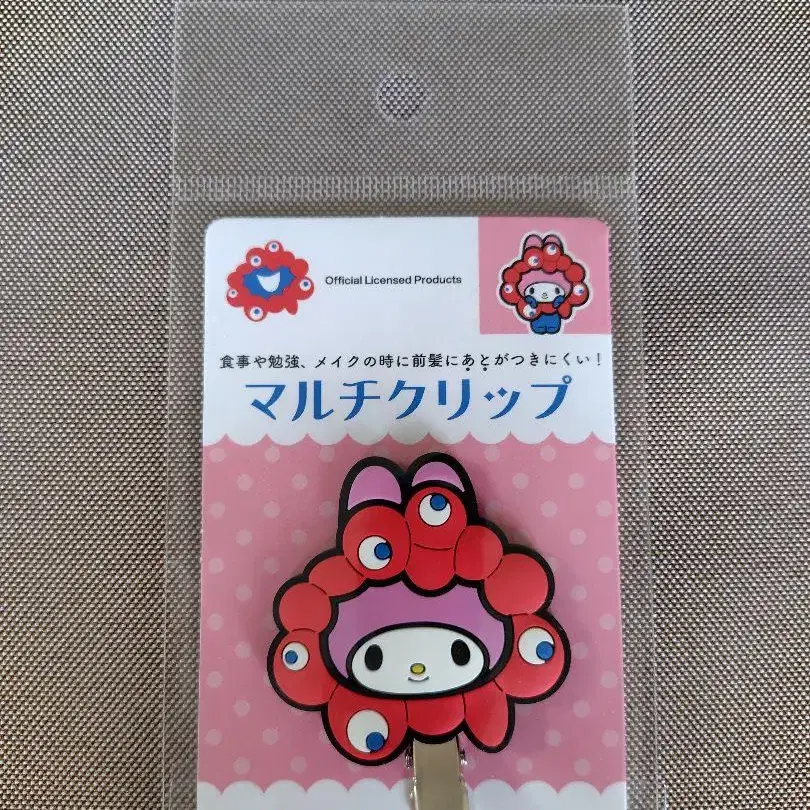 Official Licensed Products
食事や勉強、メイクの時に前髪にあとがつきにくい！
マルチクリップ